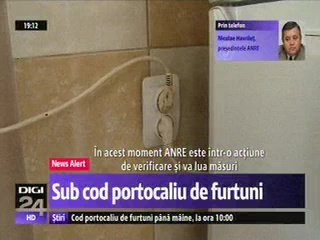 19:12
Prin telefon
Nicolae Havrileț,
președintele ANRE
În acest moment ANRE este într-o acțiune
de verificare și va lua măsuri
News Alert
Sub cod portocaliu de furtuni
DIGI
24
HD
Știri
Cod portocaliu de furtuni până mâine, la ora 10:00